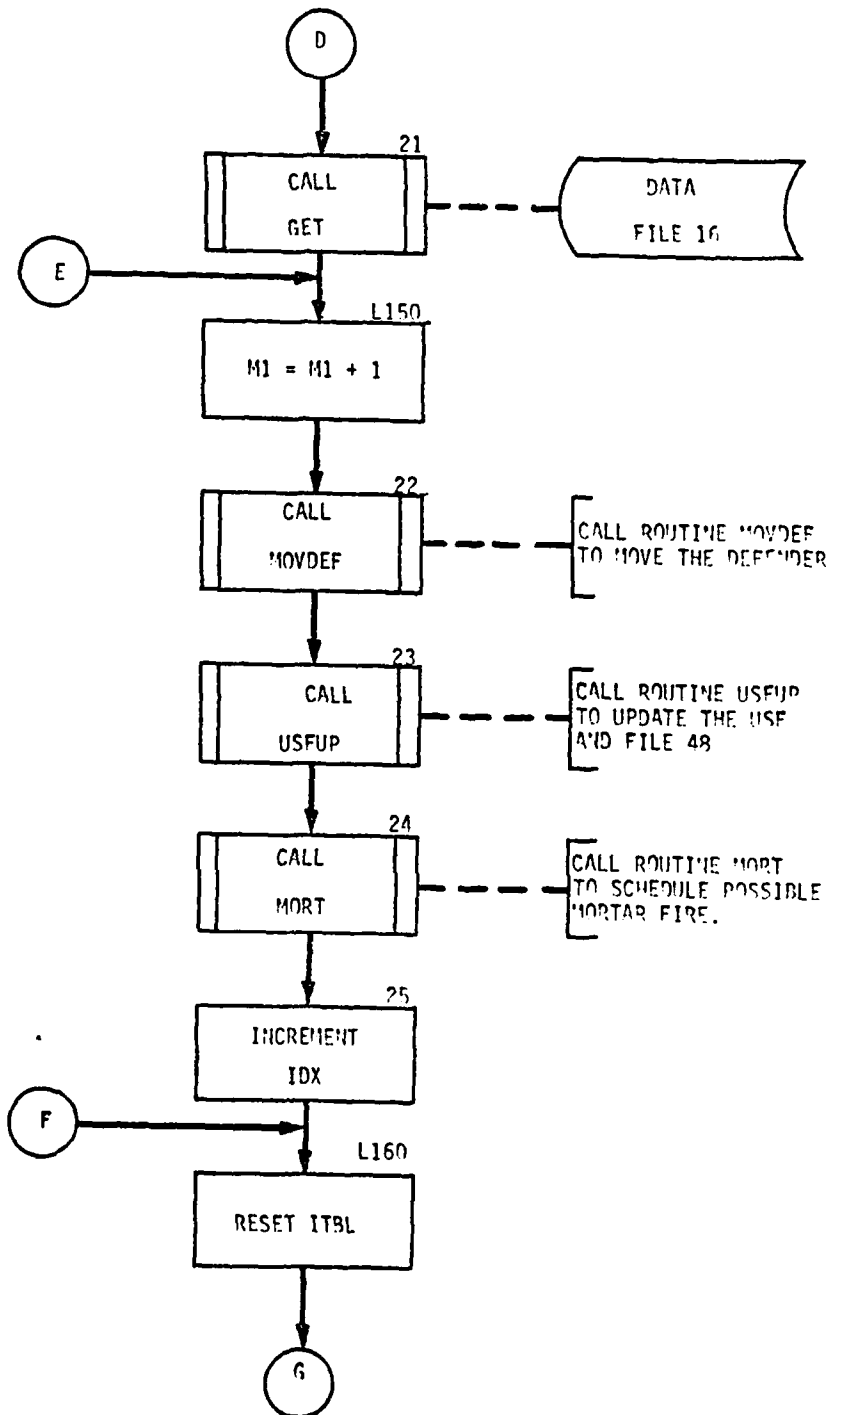 D
21
CALL
GET
DATA
FILE 16
E
L150
M1 = M1 + 1
22
CALL
MOVDEF
CALL ROUTINE MOVDEF
TO MOVE THE DEFENDER
23
CALL
USFUP
CALL ROUTINE USFUP
TO UPDATE THE USF
AND FILE 48
24
CALL
MORT
CALL ROUTINE MORT
TO SCHEDULE POSSIBLE
MORTAR FIRE.
25
INCREMENT
IDX
F
L160
RESET ITBL
G